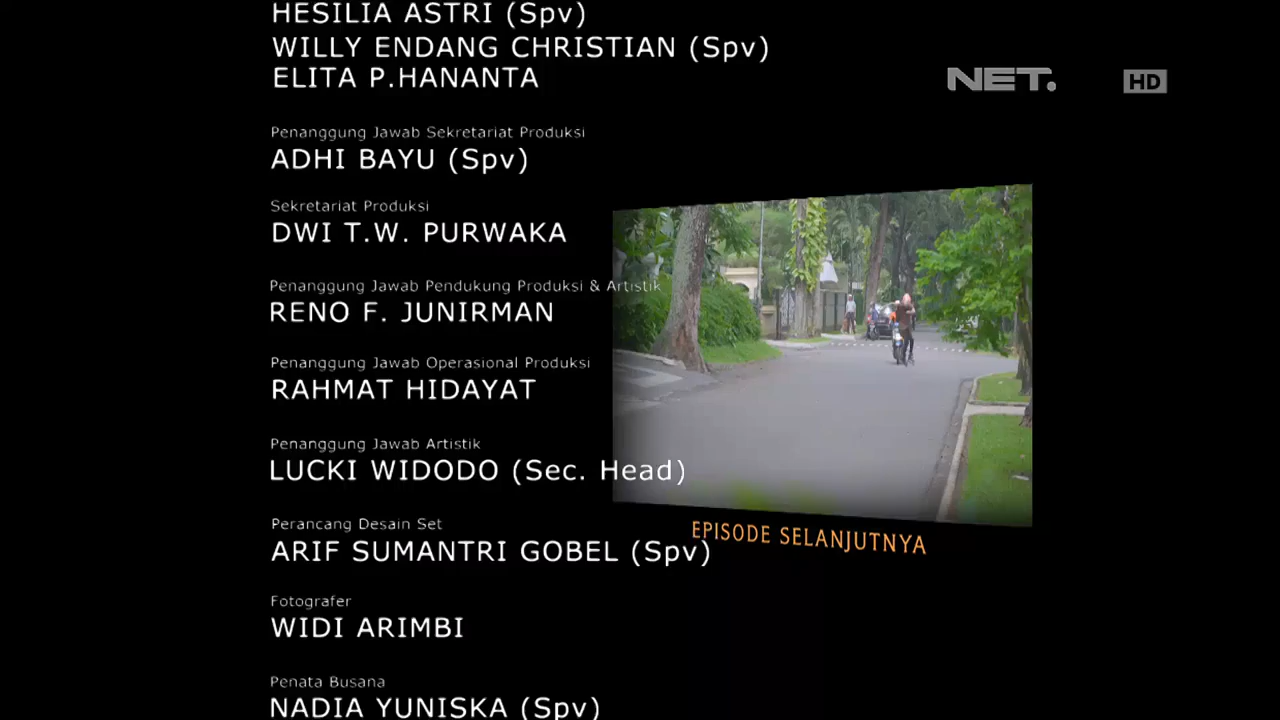 HESILIA ASTRI (Spv)
WILLY ENDANG CHRISTIAN (Spv)
ELITA P.HANANTA
NET.
HD
Penanggung Jawab Sekretariat Produksi
ADHI BAYU (Spv)
Sekretariat Produksi
DWI T.W. PURWAKA
Penanggung Jawab Pendukung Produksi & Artistik
RENO F. JUNIRMAN
Penanggung Jawab Operasional Produksi
RAHMAT HIDAYAT
Penanggung Jawab Artistik
LUCKI WIDODO (Sec. Head)
Perancang Desain Set
ARIF SUMANTRI GOBEL (Spv)
EPISODE SELANJUTNYA
Fotografer
WIDI ARIMBI
Penata Busana
NADIA YUNISKA (Spv)